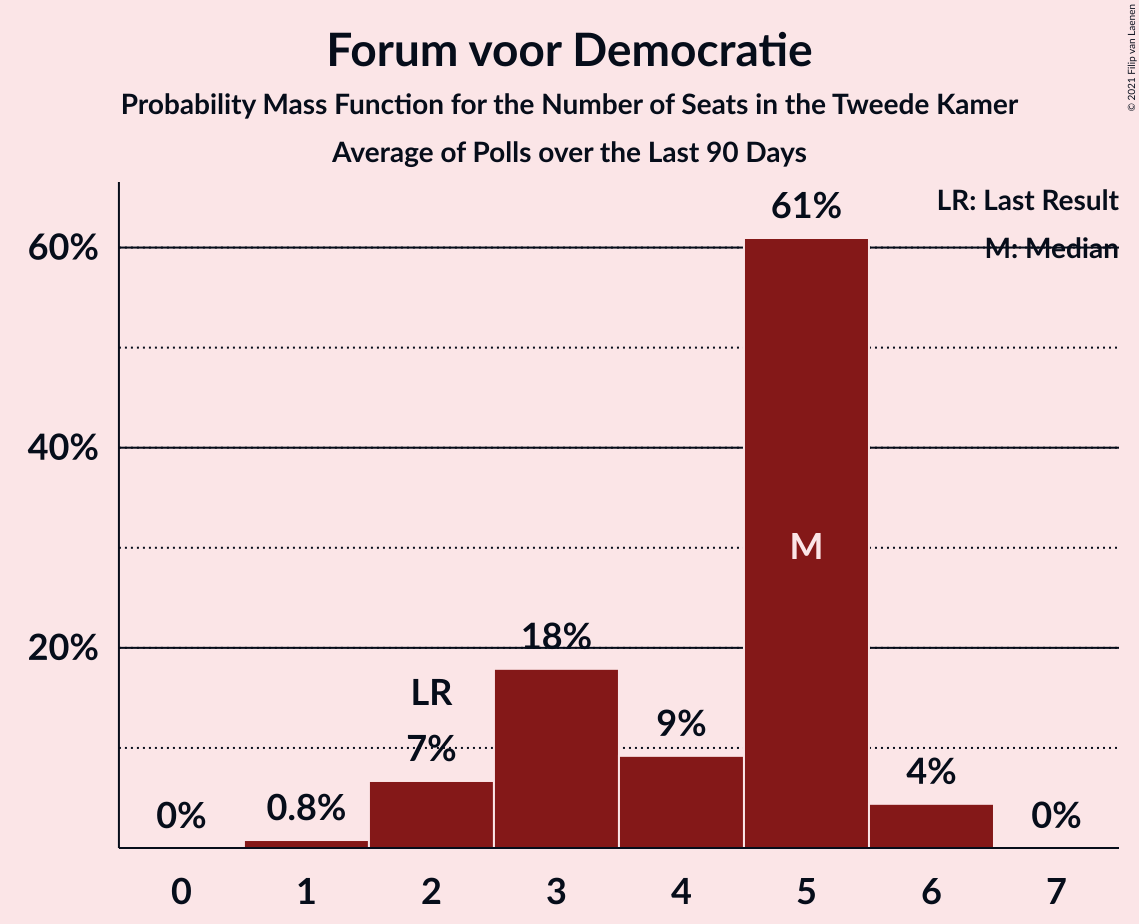 Forum voor Democratie
Probability Mass Function for the Number of Seats in the Tweede Kamer
Average of Polls over the Last 90 Days
© 2021 Filip van Laenen
LR: Last Result
M: Median
60%
40%
20%
0%
0.8%
LR
7%
18%
9%
61%
M
4%
0%
0 1 2 3 4 5 6 7